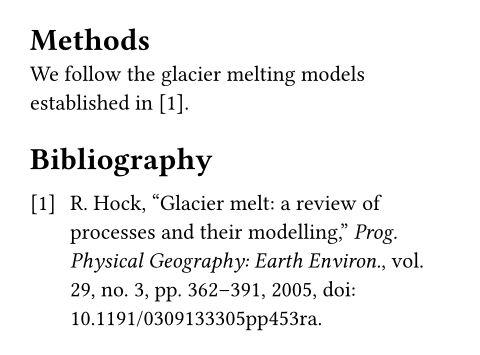 Methods
We follow the glacier melting models
established in [1].
Bibliography
[1] R. Hock, “Glacier melt: a review of
processes and their modelling,” Prog.
Physical Geography: Earth Environ., vol.
29, no. 3, pp. 362–391, 2005, doi:
10.1191/0309133305pp453ra.